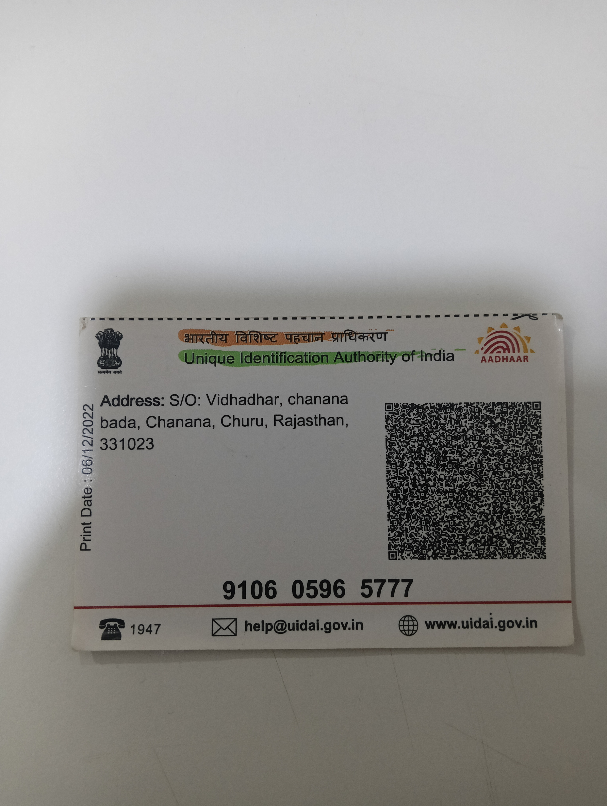 भारतीय विशिष्ट पहचान प्राधिकरण
Unique Identification Authority of India
AADHAAR
Address: S/O: Vidhadhar, chanana
bada, Chanana, Churu, Rajasthan,
331023
Print Date : 06/12/2022
9106 0596 5777
1947
help@uidai.gov.in
www.uidai.gov.in